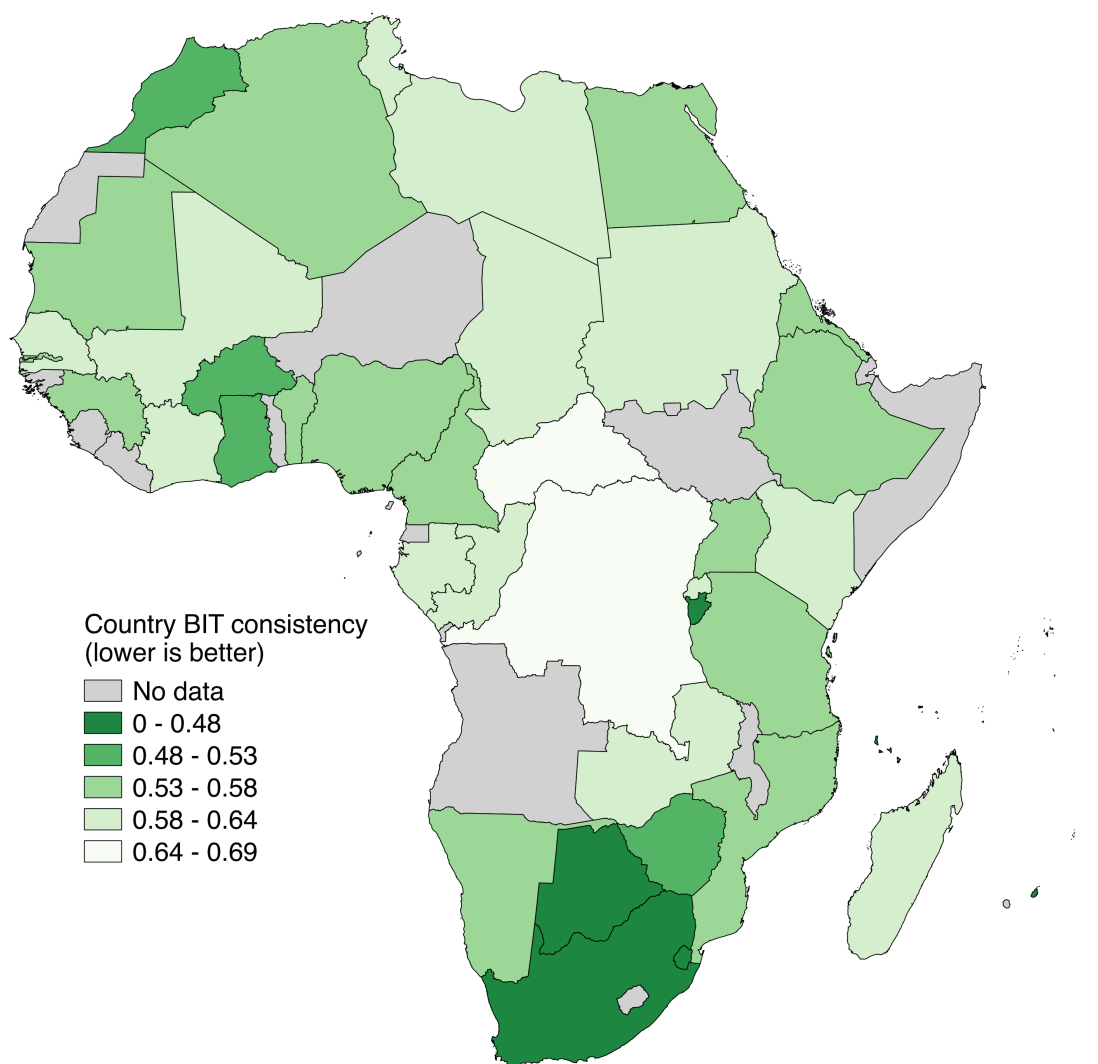 Country BIT consistency
(lower is better)
No data
0 - 0.48
0.48 - 0.53
0.53 - 0.58
0.58 - 0.64
0.64 - 0.69